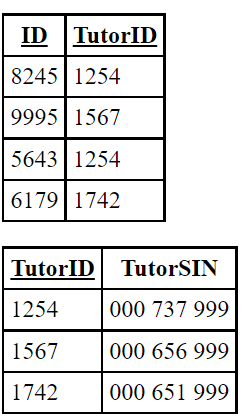 ID TutorID
8245 1254
9995 1567
5643 1254
6179 1742
TutorID TutorSIN
1254 000 737 999
1567 000 656 999
1742 000 651 999